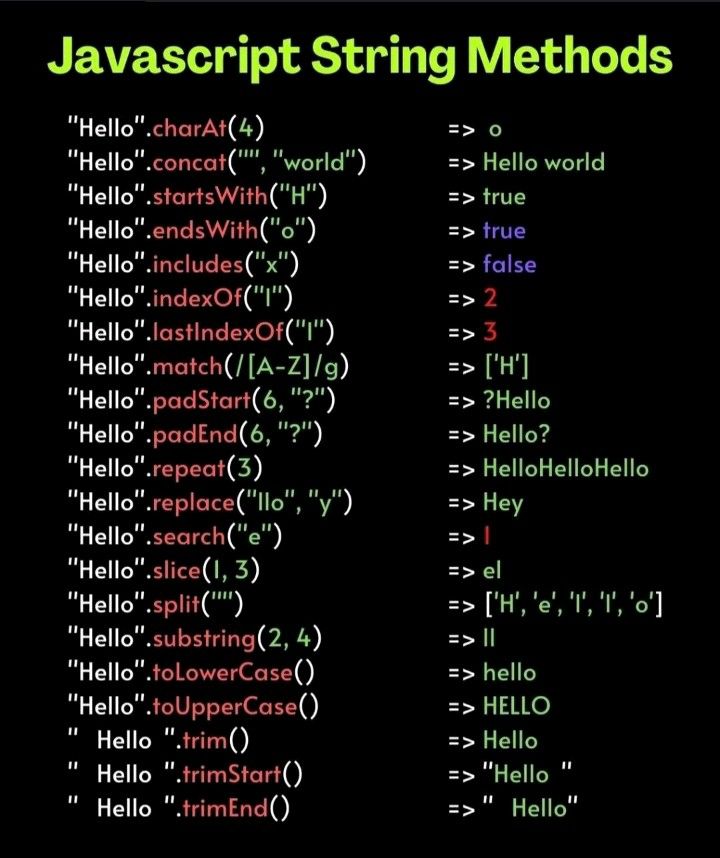 Javascript String Methods
"Hello".charAt(4) => o
"Hello".concat("", "world") => Hello world
"Hello".startsWith("H") => true
"Hello".endsWith("o") => true
"Hello".includes("x") => false
"Hello".indexOf("l") => 2
"Hello".lastIndexOf("l") => 3
"Hello".match(/[A-Z]/g) => ['H']
"Hello".padStart(6, "?") => ?Hello
"Hello".padEnd(6, "?") => Hello?
"Hello".repeat(3) => HelloHelloHello
"Hello".replace("llo", "y") => Hey
"Hello".search("e") => 1
"Hello".slice(1, 3) => el
"Hello".split("") => ['H', 'e', 'l', 'l', 'o']
"Hello".substring(2, 4) => ll
"Hello".toLowerCase() => hello
"Hello".toUpperCase() => HELLO
"  Hello  ".trim() => Hello
"  Hello  ".trimStart() => "Hello  "
"  Hello  ".trimEnd() => "  Hello"